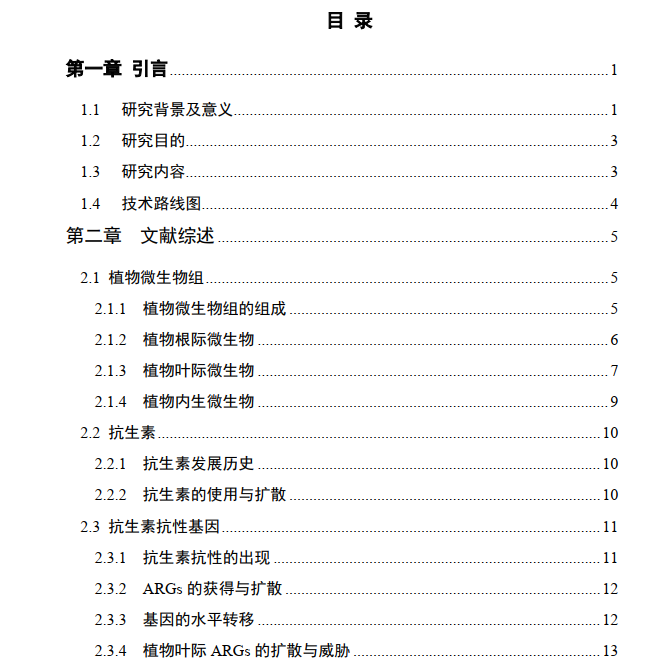 目 录
第一章 引言 1
1.1 研究背景及意义 1
1.2 研究目的 3
1.3 研究内容 3
1.4 技术路线图 4
第二章 文献综述 5
2.1 植物微生物组 5
2.1.1 植物微生物组的组成 5
2.1.2 植物根际微生物 6
2.1.3 植物叶际微生物 7
2.1.4 植物内生微生物 9
2.2 抗生素 10
2.2.1 抗生素发展历史 10
2.2.2 抗生素的使用与扩散 10
2.3 抗生素抗性基因 11
2.3.1 抗生素抗性的出现 11
2.3.2 ARGs 的获得与扩散 12
2.3.3 基因的水平转移 12
2.3.4 植物叶际 ARGs 的扩散与威胁 13